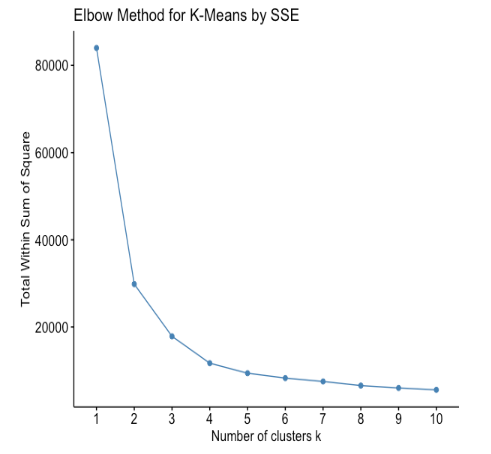 Elbow Method for K-Means by SSE
Total Within Sum of Square
80000
60000
40000
20000
1 2 3 4 5 6 7 8 9 10
Number of clusters k